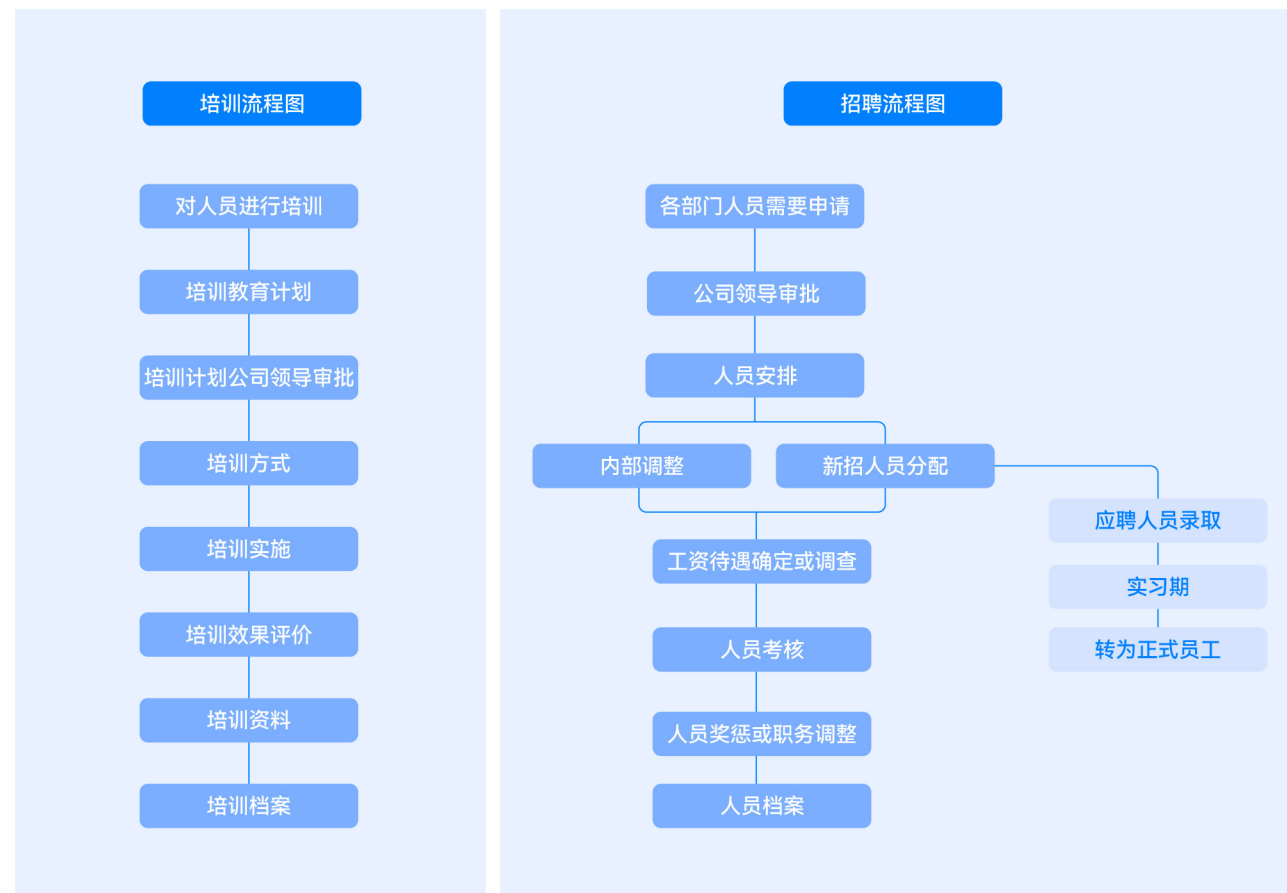 培训流程图
对人员进行培训
培训教育计划
培训计划公司领导审批
培训方式
培训实施
培训效果评价
培训资料
培训档案
招聘流程图
各部门人员需要申请
公司领导审批
人员安排
内部调整
新招人员分配
应聘人员录取
实习期
转为正式员工
工资待遇确定或调查
人员考核
人员奖惩或职务调整
人员档案